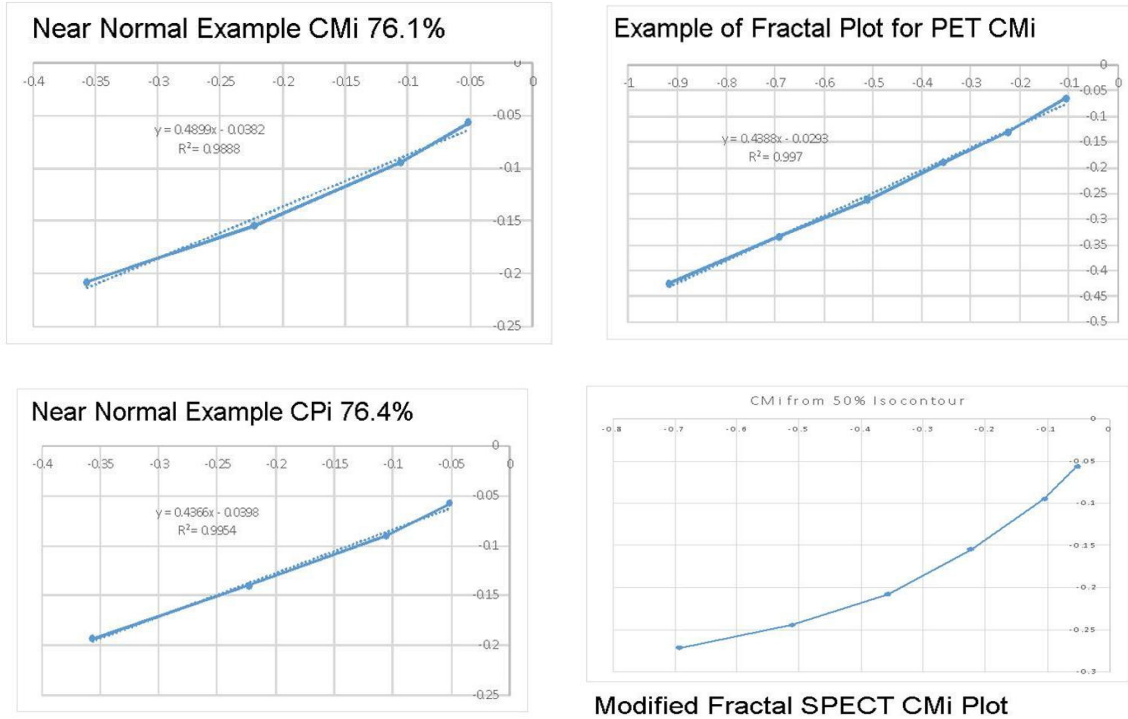 Near Normal Example CMi 76.1%
-0.4 -0.35 -0.3 -0.25 -0.2 -0.15 -0.1 -0.05 0
0
-0.05
y = 0.4899x - 0.0382
R² = 0.9888
-0.1
-0.15
-0.2
-0.25
Example of Fractal Plot for PET CMi
0
-1 -0.9 -0.8 -0.7 -0.6 -0.5 -0.4 -0.3 -0.2 -0.1 0
-0.05
-0.1
y = 0.4388x - 0.0293
R² = 0.997
-0.15
-0.2
-0.25
-0.3
-0.35
-0.4
-0.45
-0.5
Near Normal Example CPi 76.4%
0
-0.4 -0.35 -0.3 -0.25 -0.2 -0.15 -0.1 -0.05 0
-0.05
y = 0.4366x - 0.0398
R² = 0.9954
-0.1
-0.15
-0.2
-0.25
CMi from 50% Isocontour
0
-0.8 -0.7 -0.6 -0.5 -0.4 -0.3 -0.2 -0.1 0
-0.05
-0.1
-0.15
-0.2
-0.25
-0.3
Modified Fractal SPECT CMi Plot